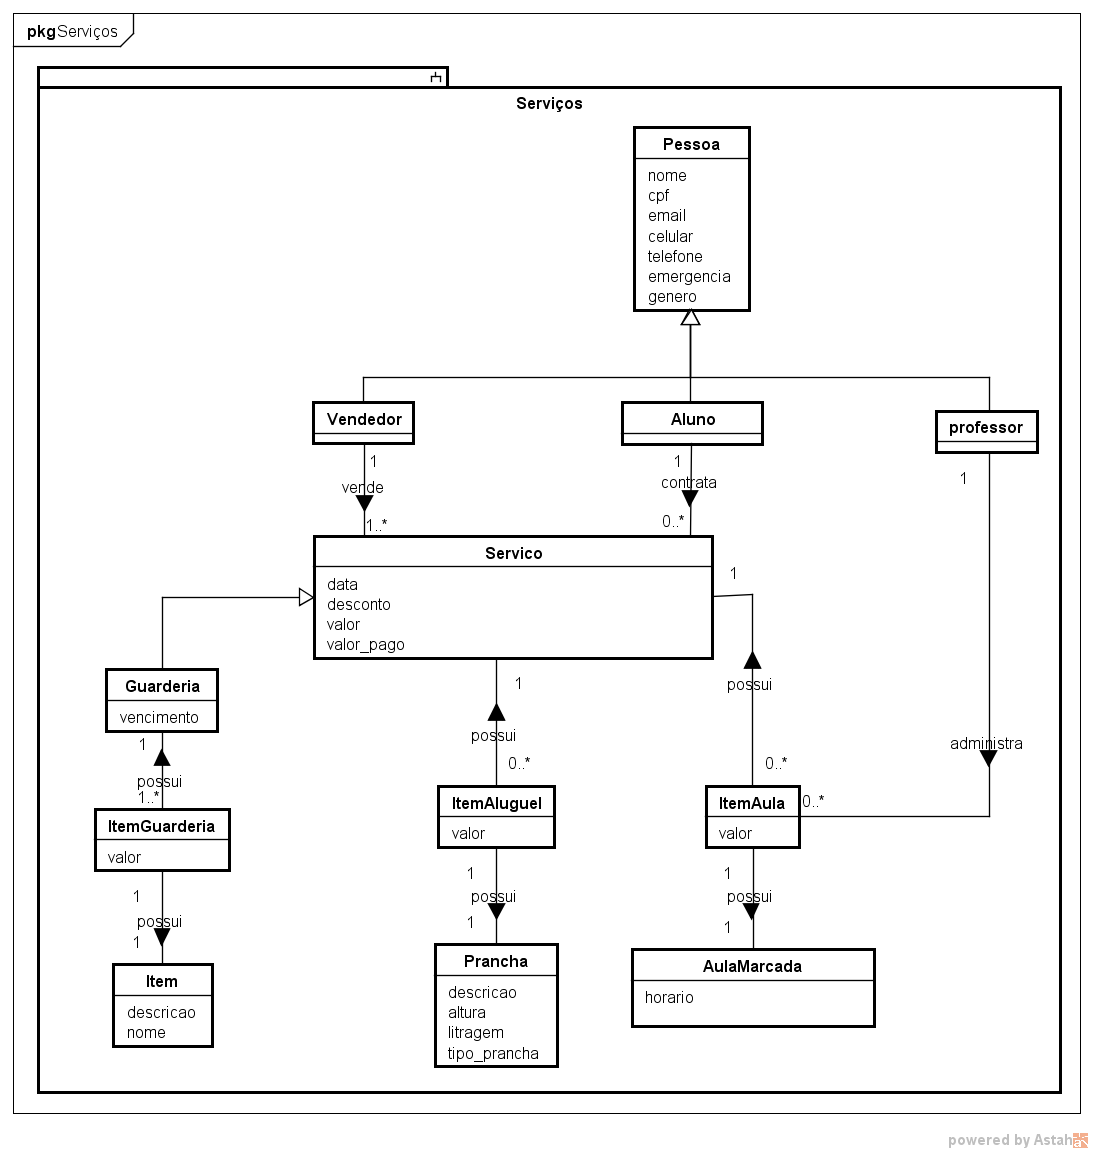 pkg Serviços
Serviços
Pessoa
nome
cpf
email
celular
telefone
emergencia
genero
Vendedor
Aluno
professor
1
vende
1..*
1
contrata
0..*
1
Servico
data
desconto
valor
valor_pago
1
Guarderia
vencimento
1
possui
1..*
1
possui
0..*
possui
0..*
administra
0..*
ItemGuarderia
valor
ItemAluguel
valor
ItemAula
valor
1
possui
1
1
possui
1
1
possui
1
Item
descricao
nome
Prancha
descricao
altura
litragem
tipo_prancha
AulaMarcada
horario
powered by Astah